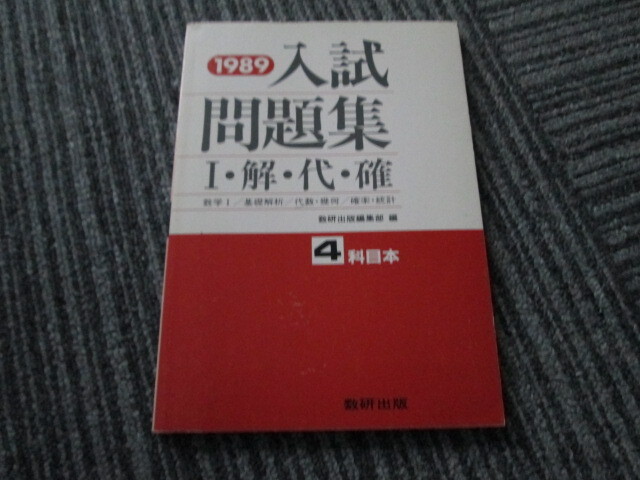 1989 入試
問題集
I・解・代・確
数学I／基礎解析／代数・幾何／確率・統計
数研出版編集部 編
4 科目本
数研出版